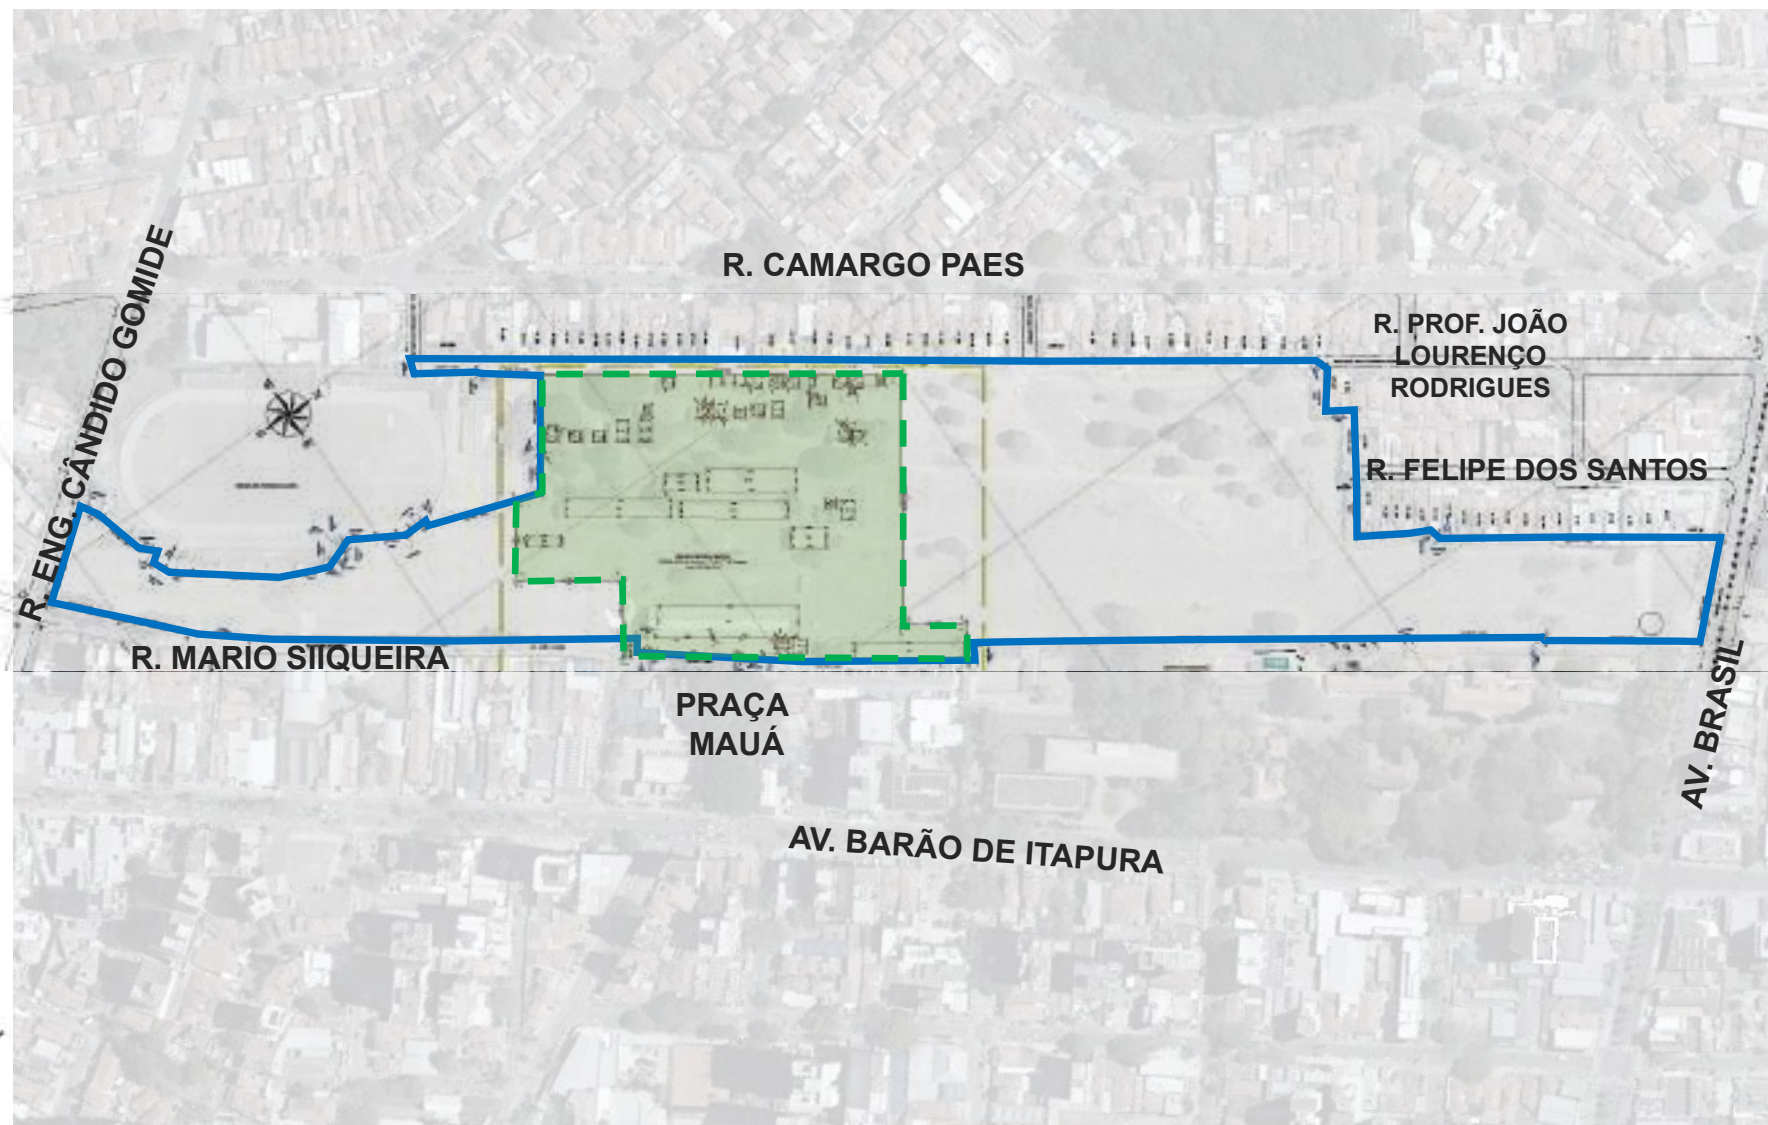 R. CAMARGO PAES
R. ENG. CÂNDIDO GOMIDE
R. PROF. JOÃO
LOURENÇO
RODRIGUES
R. FELIPE DOS SANTOS
R. MARIO SIIQUEIRA
PRAÇA
MAUÁ
AV. BRASIL
AV. BARÃO DE ITAPURA